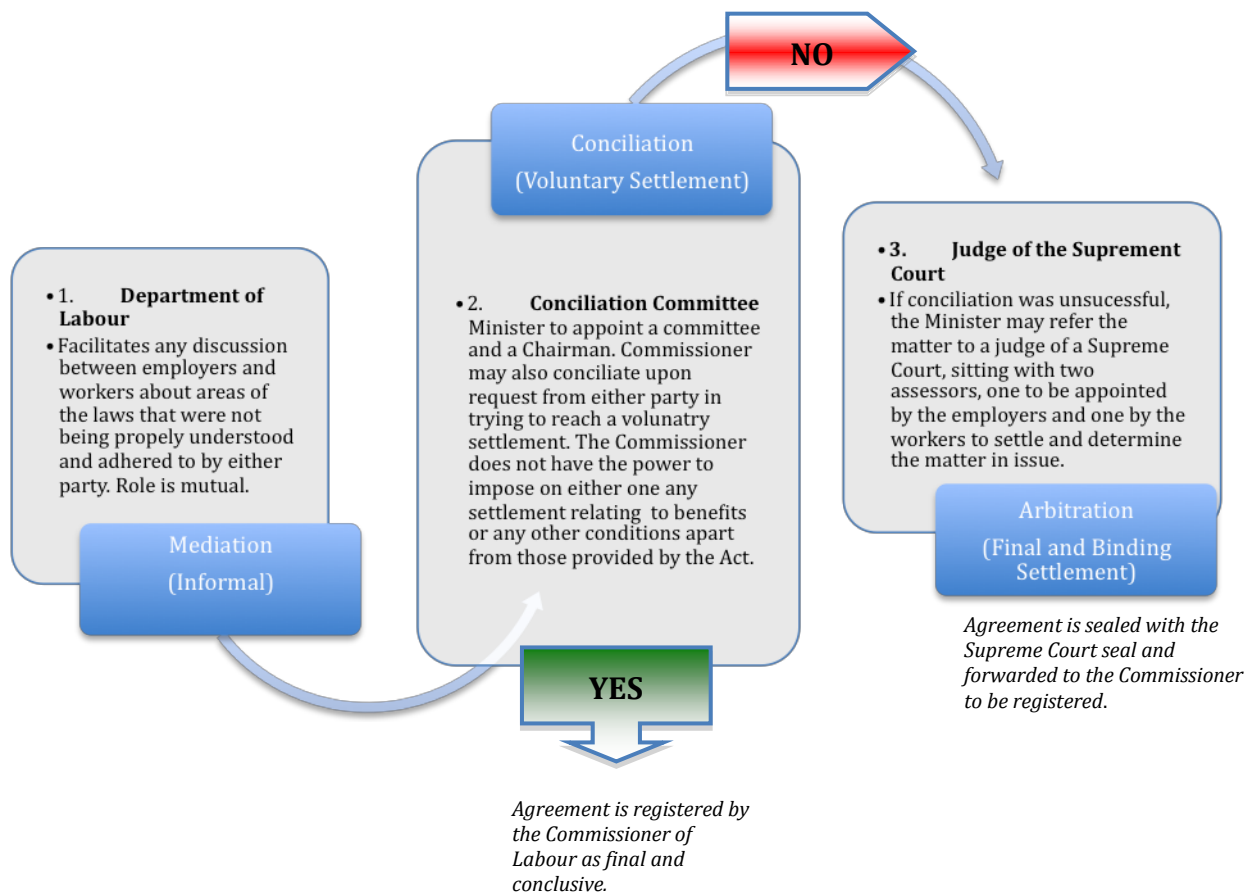 NO
Conciliation
(Voluntary Settlement)
• 1. Department of
Labour
• Facilitates any discussion
between employers and
workers about areas of
the laws that were not
being propely understood
and adhered to by either
party. Role is mutual.
Mediation
(Informal)
• 2. Conciliation Committee
Minister to appoint a committee
and a Chairman. Commissioner
may also conciliate upon
request from either party in
trying to reach a volunatry
settlement. The Commissioner
does not have the power to
impose on either one any
settlement relating to benefits
or any other conditions apart
from those provided by the Act.
YES
Agreement is registered by
the Commissioner of
Labour as final and
conclusive.
• 3. Judge of the Suprement
Court
• If conciliation was unsucessful,
the Minister may refer the
matter to a judge of a Supreme
Court, sitting with two
assessors, one to be appointed
by the employers and one by the
workers to settle and determine
the matter in issue.
Arbitration
(Final and Binding
Settlement)
Agreement is sealed with the
Supreme Court seal and
forwarded to the Commissioner
to be registered.